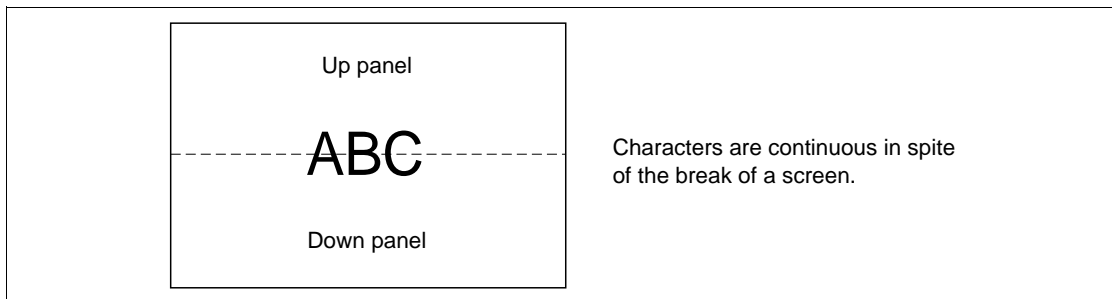 Up panel
ABC
Characters are continuous in spite
of the break of a screen.
Down panel